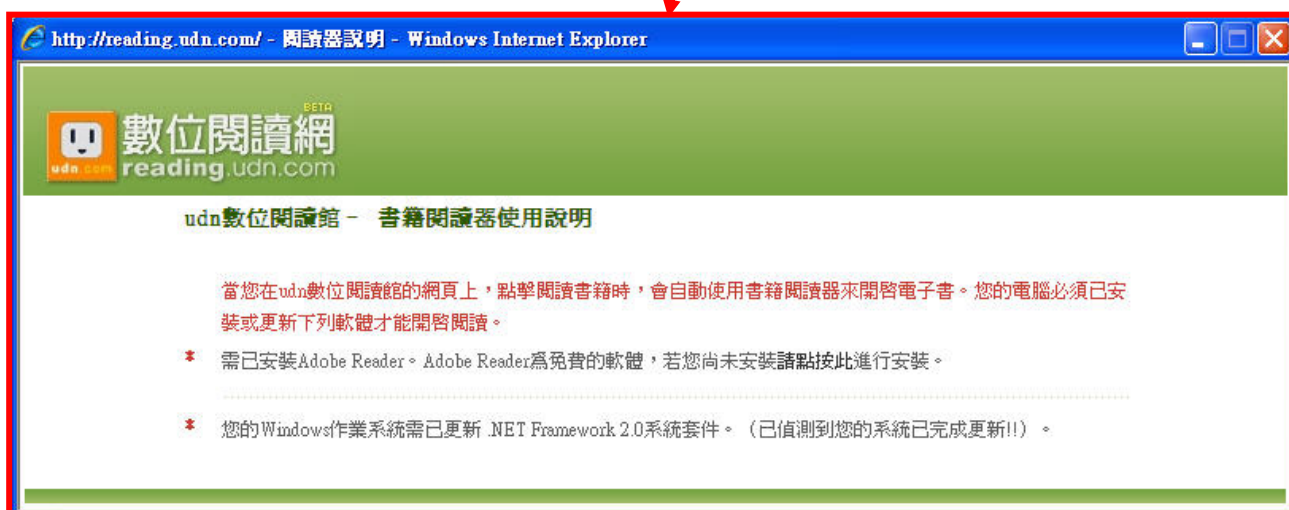 http://reading.udn.com/ - 閱讀器說明 - Windows Internet Explorer
BETA
數位閱讀網
udn.com reading.udn.com
udn數位閱讀館 - 書籍閱讀器使用說明
當您在udn數位閱讀館的網頁上，點擊閱讀書籍時，會自動使用書籍閱讀器來開啓電子書。您的電腦必須已安
裝或更新下列軟體才能開啓閱讀。
需已安裝Adobe Reader。Adobe Reader爲免費的軟體，若您尚未安裝請點按此進行安裝。
您的Windows作業系統需已更新 .NET Framework 2.0系統套件。（已偵測到您的系統已完成更新!!）。